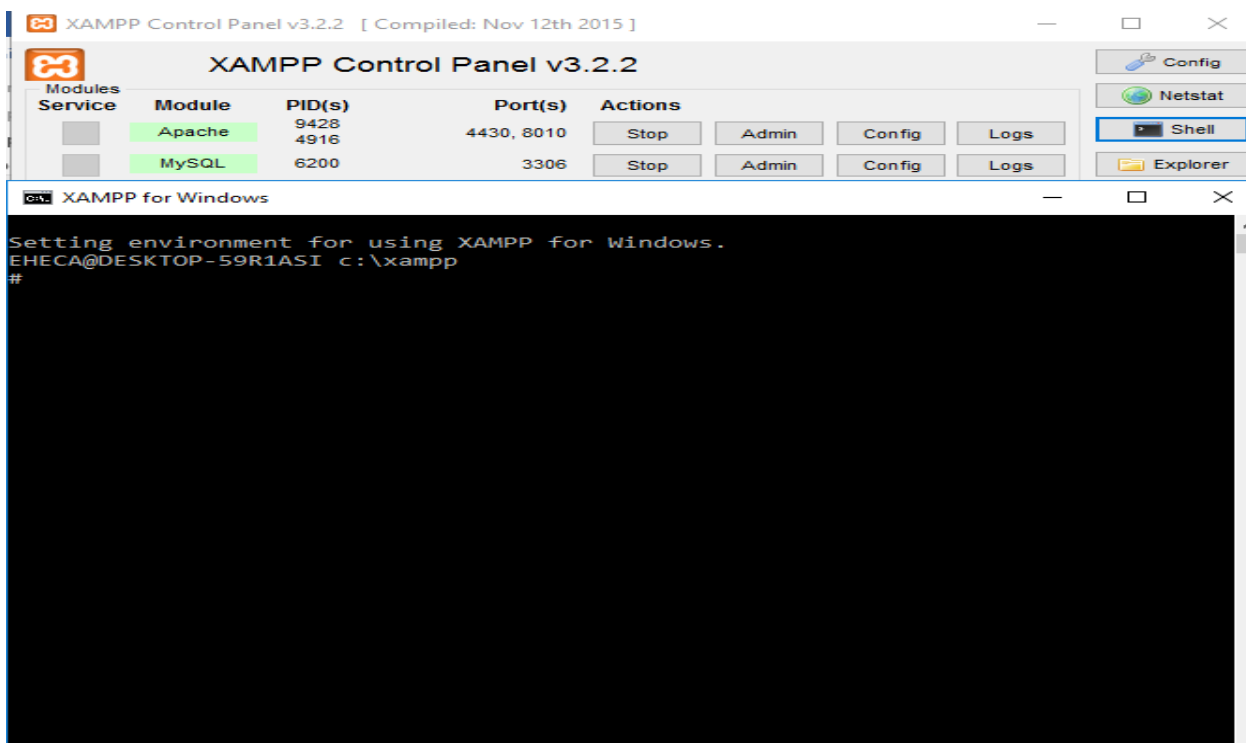 XAMPP Control Panel v3.2.2 [ Compiled: Nov 12th 2015 ]
XAMPP Control Panel v3.2.2
Config
Modules
Netstat
Service Module PID(s) Port(s) Actions
Apache 9428 4430, 8010 Stop Admin Config Logs
4916
Shell
MySQL 6200 3306 Stop Admin Config Logs
Explorer
XAMPP for Windows
Setting environment for using XAMPP for Windows.
EHECA@DESKTOP-59R1ASI c:\xampp
#